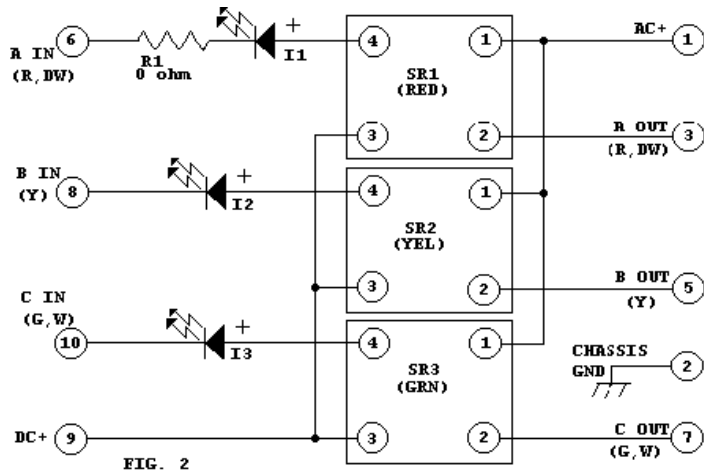 6
A IN
(R,DW)
R1
0 ohm
+
I1
4
1
SR1
(RED)
3
2
AC+
1
A OUT
3
(R,DW)
B IN
8
(Y)
+
I2
4
1
SR2
(YEL)
3
2
B OUT
5
(Y)
C IN
(G,W)
10
+
I3
4
1
SR3
(GRN)
3
2
CHASSIS
GND
2
DC+
9
C OUT
7
(G,W)
FIG. 2